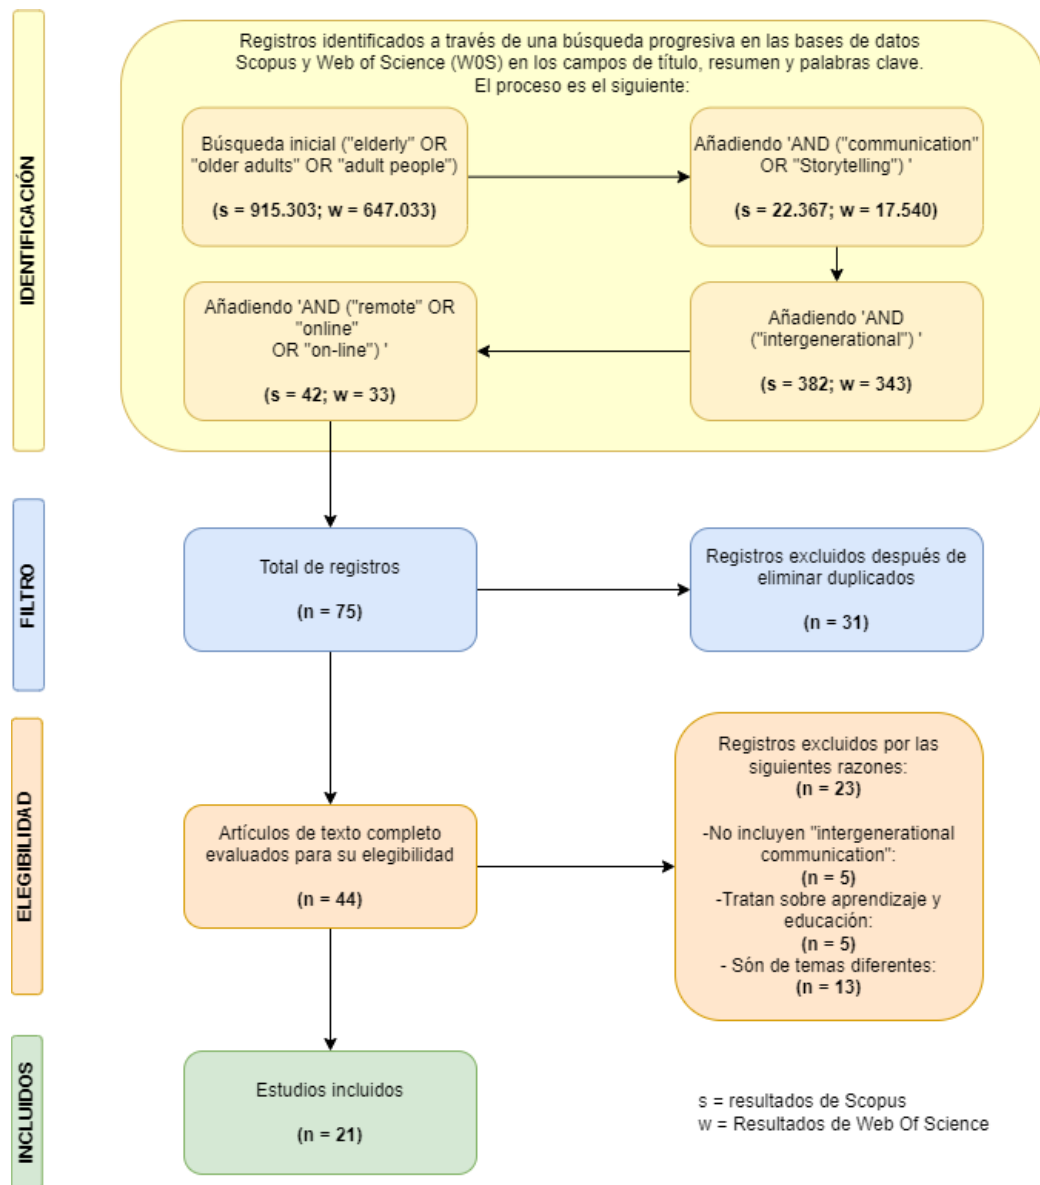 IDENTIFICACIÓN
Registros identificados a través de una búsqueda progresiva en las bases de datos
Scopus y Web of Science (W0S) en los campos de título, resumen y palabras clave.
El proceso es el siguiente:
Búsqueda inicial ("elderly" OR
"older adults" OR "adult people")
(s = 915.303; w = 647.033)
Añadiendo 'AND ("communication"
OR "Storytelling") '
(s = 22.367; w = 17.540)
Añadiendo 'AND ("remote" OR
"online"
OR "on-line") '
(s = 42; w = 33)
Añadiendo 'AND
("intergenerational") '
(s = 382; w = 343)
FILTRO
Total de registros
(n = 75)
Registros excluidos después de
eliminar duplicados
(n = 31)
ELEGIBILIDAD
Artículos de texto completo
evaluados para su elegibilidad
(n = 44)
Registros excluidos por las
siguientes razones:
(n = 23)
-No incluyen "intergenerational
communication":
(n = 5)
-Tratan sobre aprendizaje y
educación:
(n = 5)
- Són de temas diferentes:
(n = 13)
INCLUIDOS
Estudios incluidos
(n = 21)
s = resultados de Scopus
w = Resultados de Web Of Science